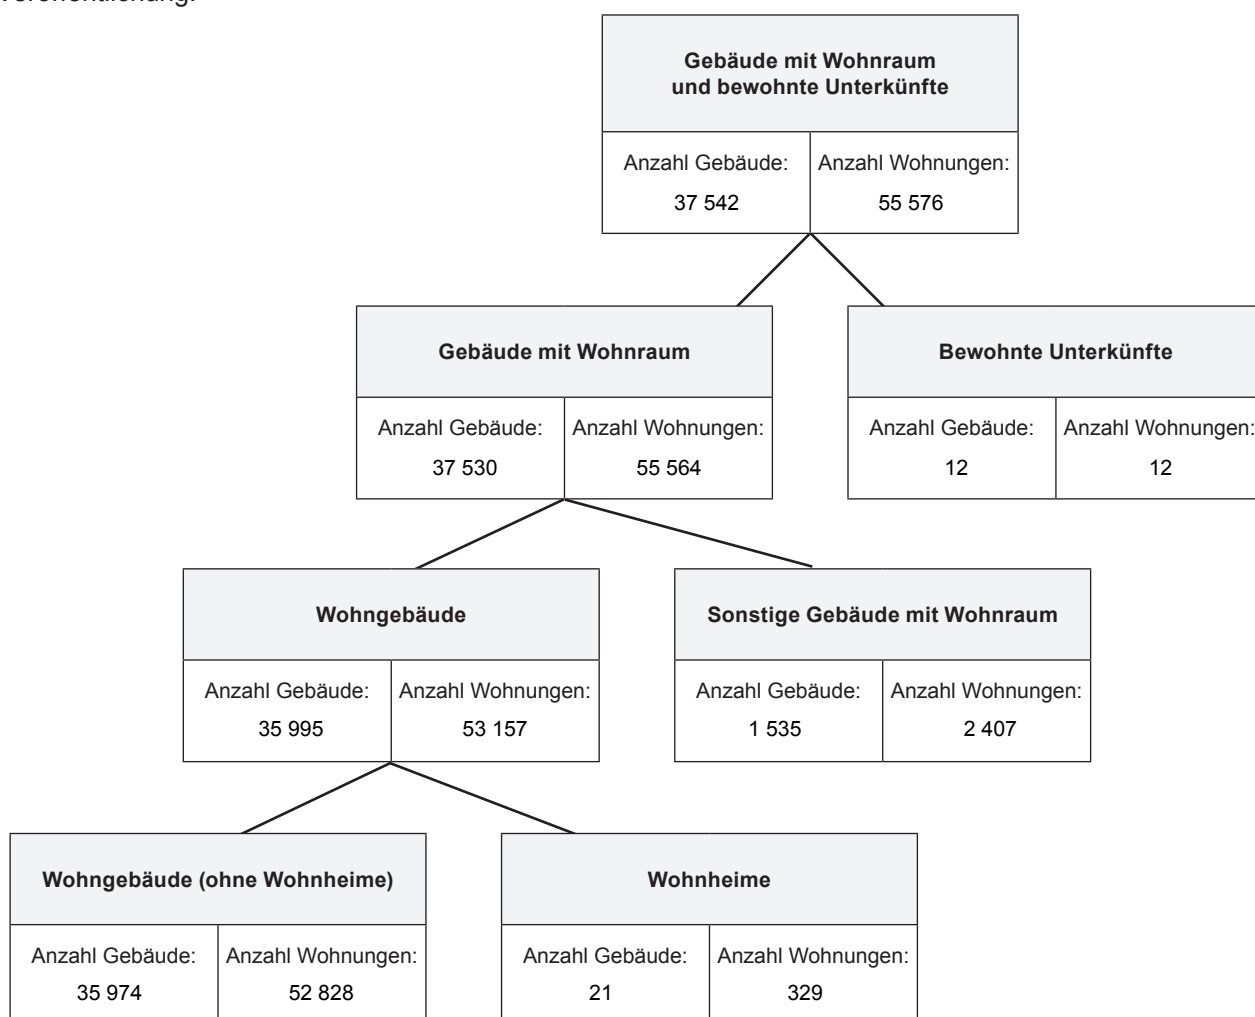 Veröffentlichung.
Gebäude mit Wohnraum
und bewohnte Unterkünfte
Anzahl Gebäude: Anzahl Wohnungen:
37 542 55 576
Gebäude mit Wohnraum Bewohnte Unterkünfte
Anzahl Gebäude: Anzahl Wohnungen: Anzahl Gebäude: Anzahl Wohnungen:
37 530 55 564 12 12
Wohngebäude Sonstige Gebäude mit Wohnraum
Anzahl Gebäude: Anzahl Wohnungen: Anzahl Gebäude: Anzahl Wohnungen:
35 995 53 157 1 535 2 407
Wohngebäude (ohne Wohnheime) Wohnheime
Anzahl Gebäude: Anzahl Wohnungen: Anzahl Gebäude: Anzahl Wohnungen:
35 974 52 828 21 329